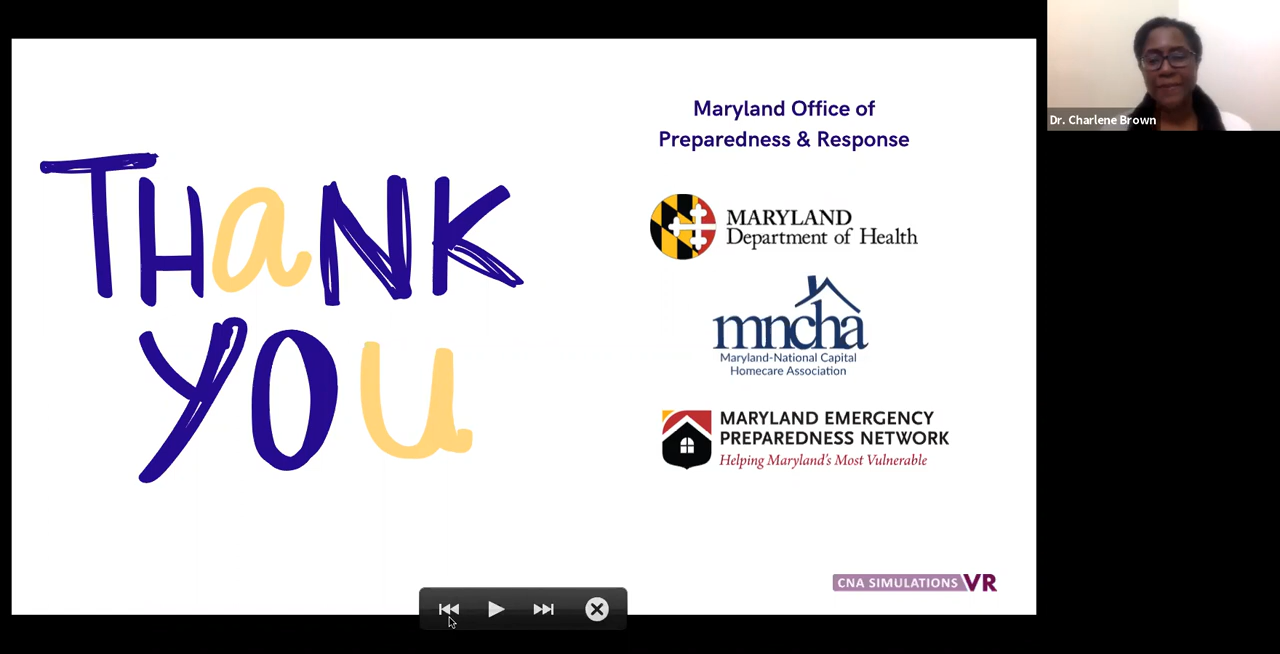 THaNK
YOu
Maryland Office of
Preparedness & Response
MARYLAND
Department of Health
mncha
Maryland-National Capital
Homecare Association
MARYLAND EMERGENCY
PREPAREDNESS NETWORK
Helping Maryland's Most Vulnerable
CNA SIMULATIONS VR
Dr. Charlene Brown